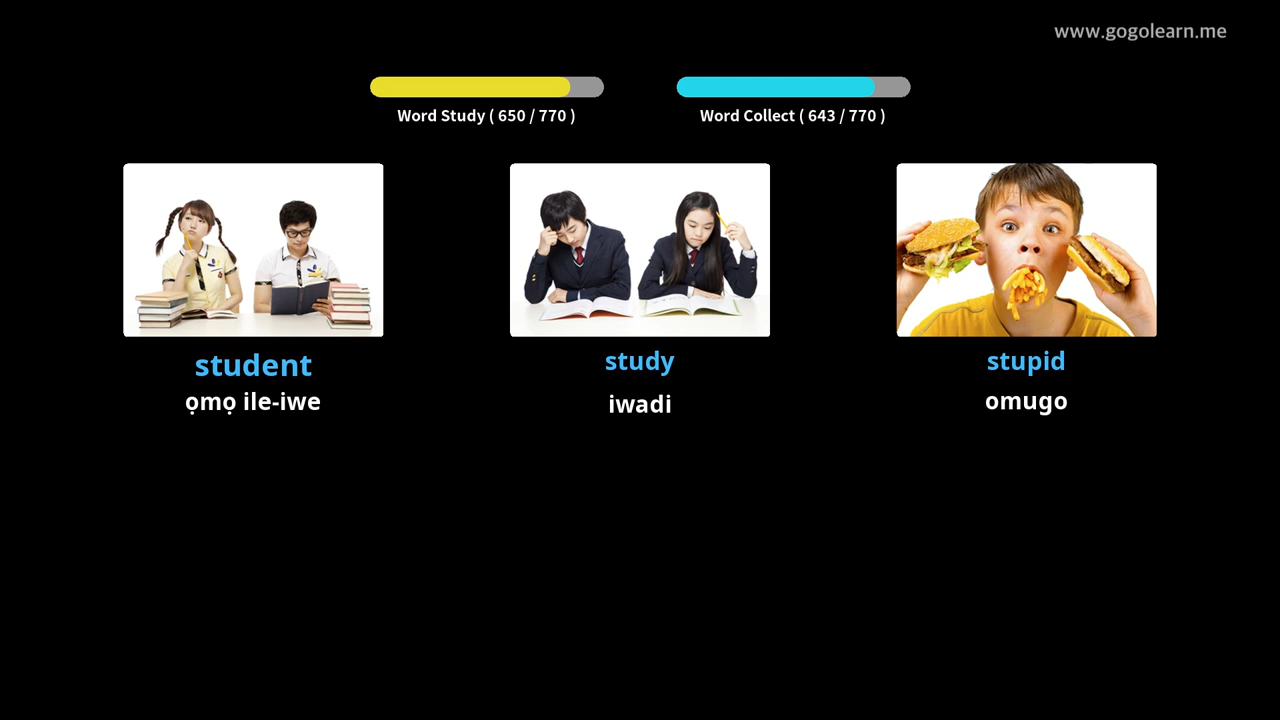 www.gogolearn.me
Word Study ( 650 / 770 )
Word Collect ( 643 / 770 )
student
ọmọ ile-iwe
study
iwadi
stupid
omugo